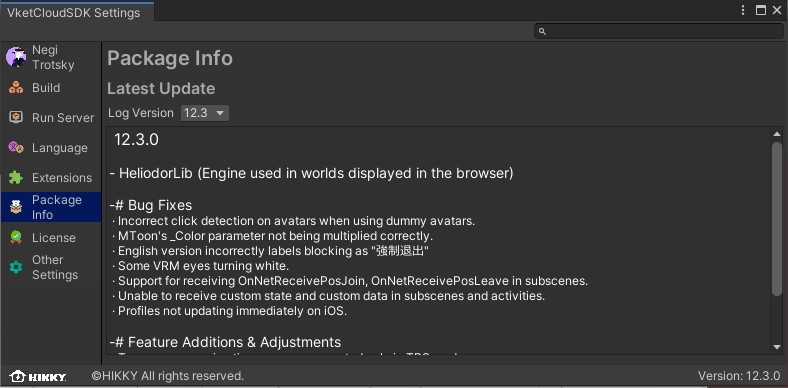 VketCloudSDK Settings
Negi
Trotsky
Build
Run Server
Language
Extensions
Package
Info
License
Other
Settings
Package Info
Latest Update
Log Version 12.3
12.3.0
- HeliodorLib (Engine used in worlds displayed in the browser)
-# Bug Fixes
· Incorrect click detection on avatars when using dummy avatars.
· MToon's _Color parameter not being multiplied correctly.
· English version incorrectly labels blocking as "強制退出"
· Some VRM eyes turning white.
· Support for receiving OnNetReceivePosJoin, OnNetReceivePosLeave in subscenes.
· Unable to receive custom state and custom data in subscenes and activities.
· Profiles not updating immediately on iOS.
-# Feature Additions & Adjustments
HIKKY
©HIKKY All rights reserved.
Version: 12.3.0